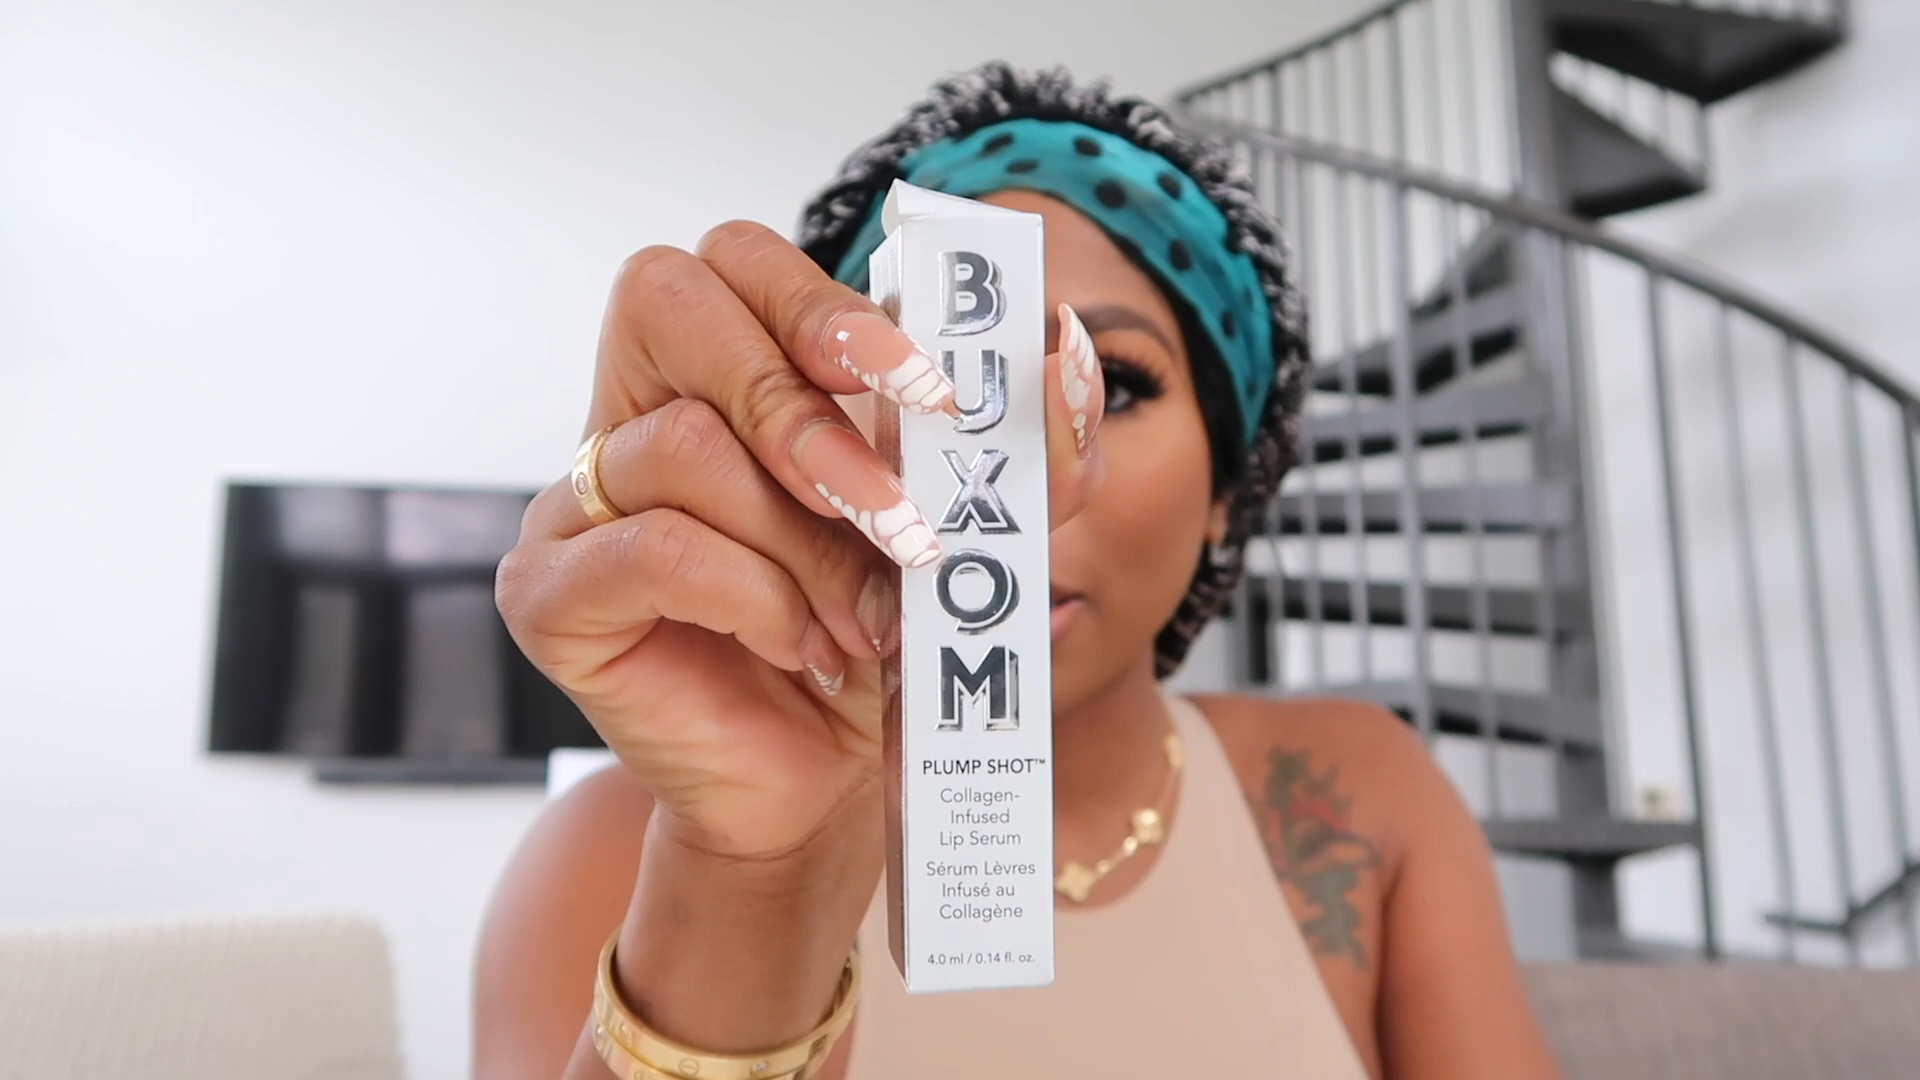 BUXOM
PLUMP SHOT™
Collagen-
Infused
Lip Serum
Sérum Lèvres
Infusé au
Collagène
4.0 ml / 0.14 fl. oz.